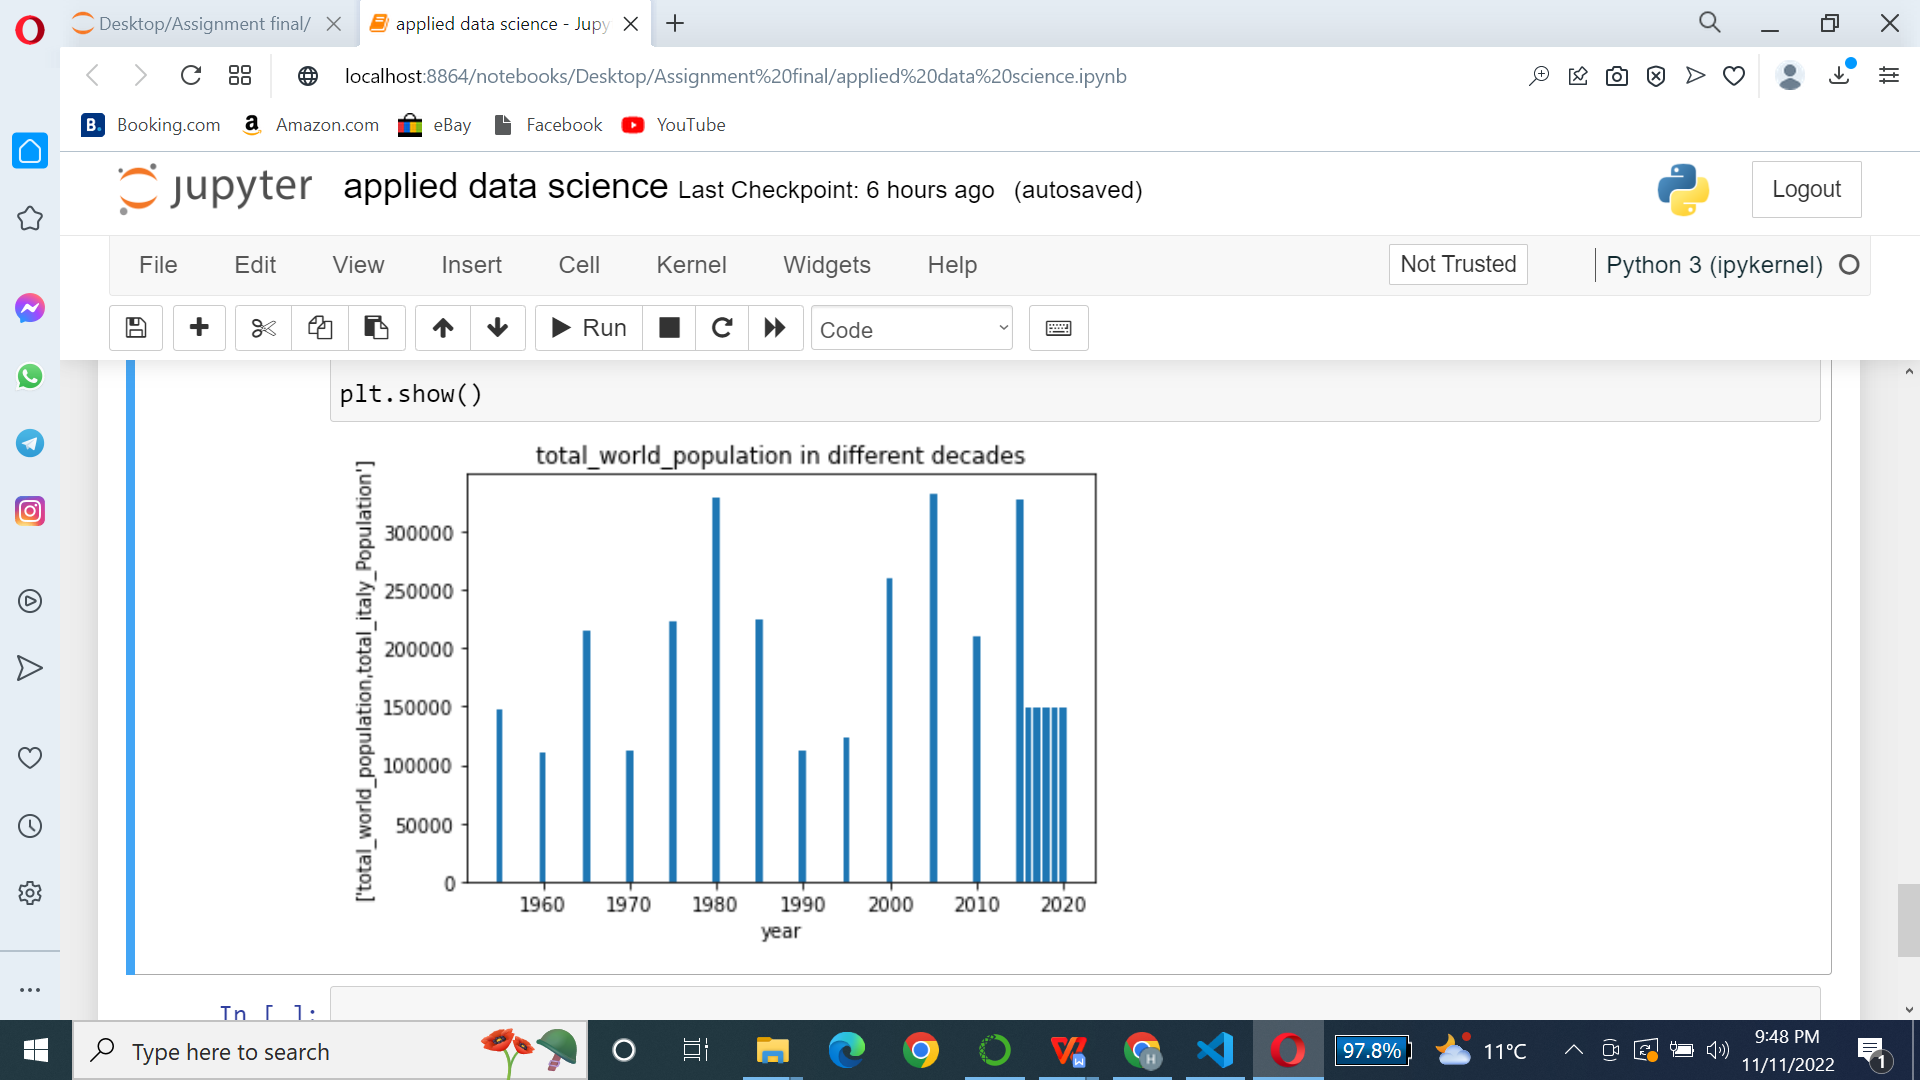 Desktop/Assignment final/
applied data science - Jupy
localhost:8864/notebooks/Desktop/Assignment%20final/applied%20data%20science.ipynb
B. Booking.com a Amazon.com eBay Facebook YouTube
jupyter applied data science Last Checkpoint: 6 hours ago (autosaved)
Logout
File Edit View Insert Cell Kernel Widgets Help
Not Trusted
Python 3 (ipykernel)
Run
Code
plt.show()
total_world_population in different decades
['total_world_population,total_italy_Population']
300000
250000
200000
150000
100000
50000
0
1960 1970 1980 1990 2000 2010 2020
year
In [ ]:
Type here to search
97.8%
11°C
9:48 PM
11/11/2022
1